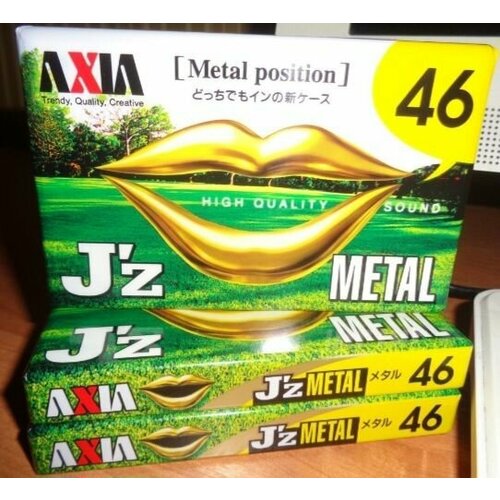 AXIA
Trendy, Quality, Creative
[Metal position]
どっちでもインの新ケース
46
HIGH QUALITY SOUND
J'z
METAL
J'z
METAL
AXIA
J'z METAL メタル 46
AXIA
J'z METAL メタル 46